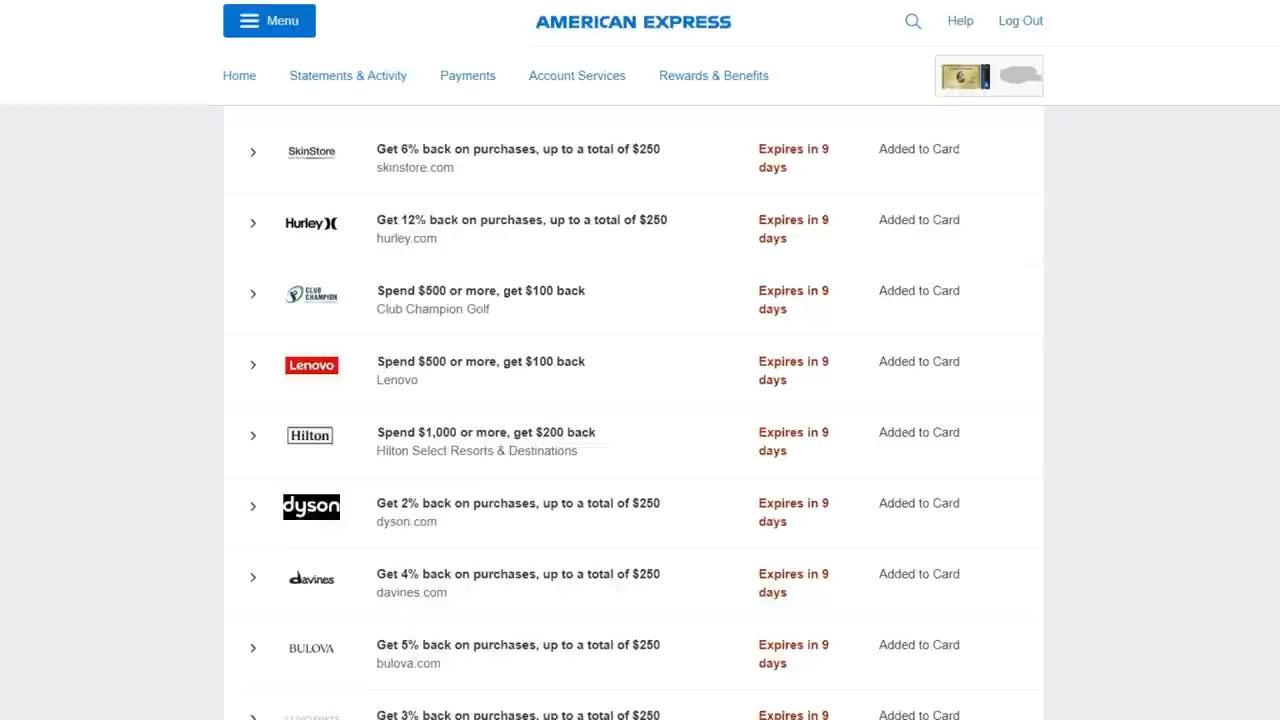 Menu
AMERICAN EXPRESS
Help
Log Out
Home
Statements & Activity
Payments
Account Services
Rewards & Benefits
SkinStore
Get 6% back on purchases, up to a total of $250
skinstore.com
Expires in 9
days
Added to Card
Hurley
Get 12% back on purchases, up to a total of $250
hurley.com
Expires in 9
days
Added to Card
CLUB
CHAMPION
Spend $500 or more, get $100 back
Club Champion Golf
Expires in 9
days
Added to Card
Lenovo
Spend $500 or more, get $100 back
Lenovo
Expires in 9
days
Added to Card
Hilton
Spend $1,000 or more, get $200 back
Hilton Select Resorts & Destinations
Expires in 9
days
Added to Card
dyson
Get 2% back on purchases, up to a total of $250
dyson.com
Expires in 9
days
Added to Card
davines
Get 4% back on purchases, up to a total of $250
davines.com
Expires in 9
days
Added to Card
BULOVA
Get 5% back on purchases, up to a total of $250
bulova.com
Expires in 9
days
Added to Card
Get 3% back on purchases, up to a total of $250
Expires in 9
Added to Card